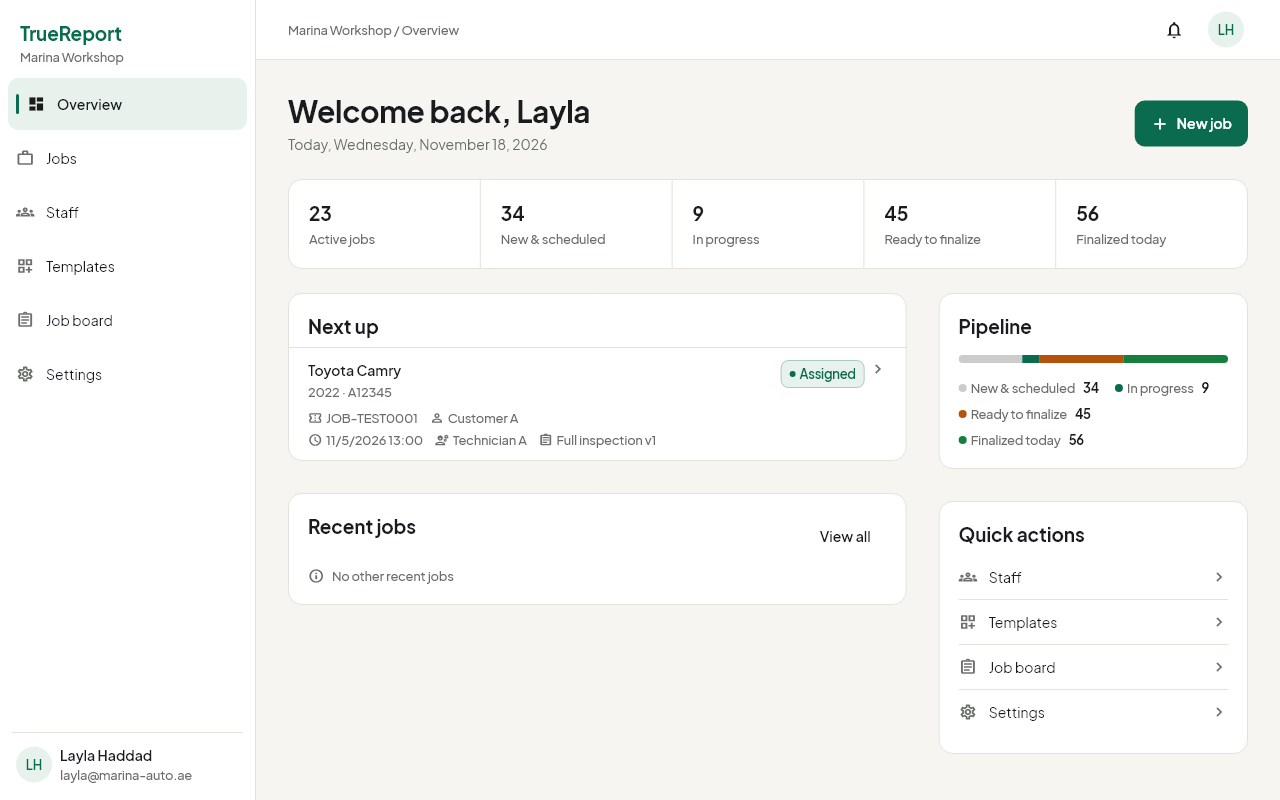 TrueReport
Marina Workshop
Overview
Jobs
Staff
Templates
Job board
Settings
Layla Haddad
layla@marina-auto.ae
LH
Marina Workshop / Overview
LH
Welcome back, Layla
Today, Wednesday, November 18, 2026
New job
23
Active jobs
34
New & scheduled
9
In progress
45
Ready to finalize
56
Finalized today
Next up
Toyota Camry
Assigned
2022 · A12345
JOB-TEST0001 Customer A
11/5/2026 13:00 Technician A Full inspection v1
Recent jobs
View all
No other recent jobs
Pipeline
New & scheduled 34 In progress 9
Ready to finalize 45
Finalized today 56
Quick actions
Staff
Templates
Job board
Settings